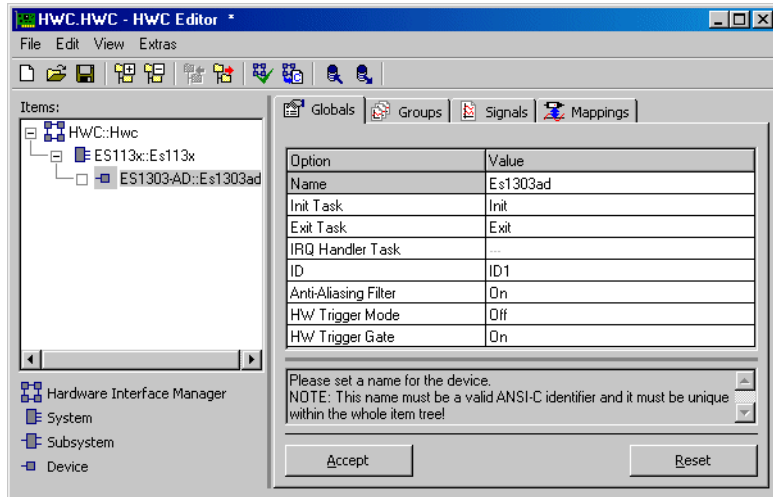 HWC.HWC - HWC Editor *
File Edit View Extras
Items:
HWC::Hwc
ES113x::Es113x
ES1303-AD::Es1303ad
Hardware Interface Manager
System
Subsystem
Device
Globals Groups Signals Mappings
Option Value
Name Es1303ad
Init Task Init
Exit Task Exit
IRQ Handler Task ---
ID ID1
Anti-Aliasing Filter On
HW Trigger Mode Off
HW Trigger Gate On
Please set a name for the device.
NOTE: This name must be a valid ANSI-C identifier and it must be unique
within the whole item tree!
Accept Reset